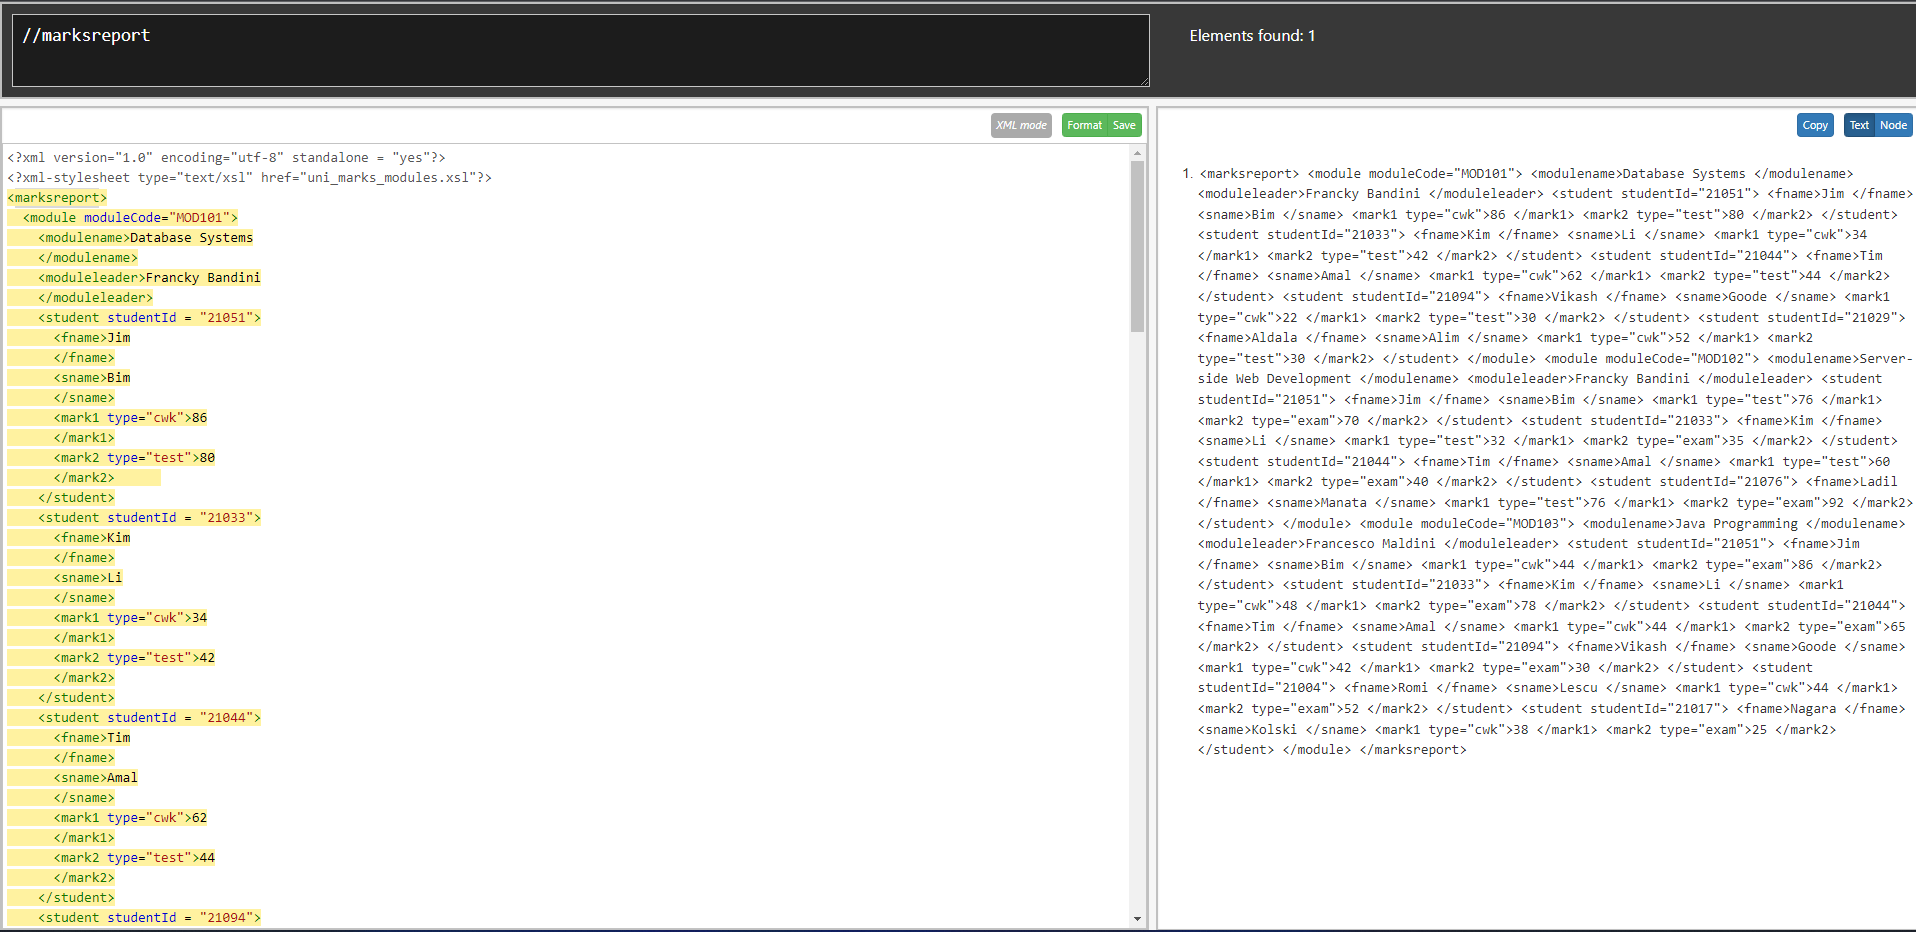 //marksreport
Elements found: 1
XML mode
Format
Save
Copy
Text
Node
<?xml version="1.0" encoding="utf-8" standalone = "yes"?>
<?xml-stylesheet type="text/xsl" href="uni_marks_modules.xsl"?>
<marksreport>
<module moduleCode="MOD101">
<modulename>Database Systems
</modulename>
<moduleleader>Francky Bandini
</moduleleader>
<student studentId = "21051">
<fname>Jim
</fname>
<sname>Bim
</sname>
<mark1 type="cwk">86
</mark1>
<mark2 type="test">80
</mark2>
</student>
<student studentId = "21033">
<fname>Kim
</fname>
<sname>Li
</sname>
<mark1 type="cwk">34
</mark1>
<mark2 type="test">42
</mark2>
</student>
<student studentId = "21044">
<fname>Tim
</fname>
<sname>Amal
</sname>
<mark1 type="cwk">62
</mark1>
<mark2 type="test">44
</mark2>
</student>
<student studentId = "21094">
1. <marksreport> <module moduleCode="MOD101"> <modulename>Database Systems </modulename>
<moduleleader>Francky Bandini </moduleleader> <student studentId="21051"> <fname>Jim </fname>
<sname>Bim </sname> <mark1 type="cwk">86 </mark1> <mark2 type="test">80 </mark2> </student>
<student studentId="21033"> <fname>Kim </fname> <sname>Li </sname> <mark1 type="cwk">34
</mark1> <mark2 type="test">42 </mark2> </student> <student studentId="21044"> <fname>Tim
</fname> <sname>Amal </sname> <mark1 type="cwk">62 </mark1> <mark2 type="test">44 </mark2>
</student> <student studentId="21094"> <fname>Vikash </fname> <sname>Goode </sname> <mark1
type="cwk">22 </mark1> <mark2 type="test">30 </mark2> </student> <student studentId="21029">
<fname>Aldala </fname> <sname>Alim </sname> <mark1 type="cwk">52 </mark1> <mark2
type="test">30 </mark2> </student> </module> <module moduleCode="MOD102"> <modulename>Server-
side Web Development </modulename> <moduleleader>Francky Bandini </moduleleader> <student
studentId="21051"> <fname>Jim </fname> <sname>Bim </sname> <mark1 type="test">76 </mark1>
<mark2 type="exam">70 </mark2> </student> <student studentId="21033"> <fname>Kim </fname>
<sname>Li </sname> <mark1 type="test">32 </mark1> <mark2 type="exam">35 </mark2> </student>
<student studentId="21044"> <fname>Tim </fname> <sname>Amal </sname> <mark1 type="test">60
</mark1> <mark2 type="exam">40 </mark2> </student> <student studentId="21076"> <fname>Ladil
</fname> <sname>Manata </sname> <mark1 type="test">76 </mark1> <mark2 type="exam">92 </mark2>
</student> </module> <module moduleCode="MOD103"> <modulename>Java Programming </modulename>
<moduleleader>Francesco Maldini </moduleleader> <student studentId="21051"> <fname>Jim
</fname> <sname>Bim </sname> <mark1 type="cwk">44 </mark1> <mark2 type="exam">86 </mark2>
</student> <student studentId="21033"> <fname>Kim </fname> <sname>Li </sname> <mark1
type="cwk">48 </mark1> <mark2 type="exam">78 </mark2> </student> <student studentId="21044">
<fname>Tim </fname> <sname>Amal </sname> <mark1 type="cwk">44 </mark1> <mark2 type="exam">65
</mark2> </student> <student studentId="21094"> <fname>Vikash </fname> <sname>Goode </sname>
<mark1 type="cwk">42 </mark1> <mark2 type="exam">30 </mark2> </student> <student
studentId="21004"> <fname>Romi </fname> <sname>Lescu </sname> <mark1 type="cwk">44 </mark1>
<mark2 type="exam">52 </mark2> </student> <student studentId="21017"> <fname>Nagara </fname>
<sname>Kolski </sname> <mark1 type="cwk">38 </mark1> <mark2 type="exam">25 </mark2>
</student> </module> </marksreport>